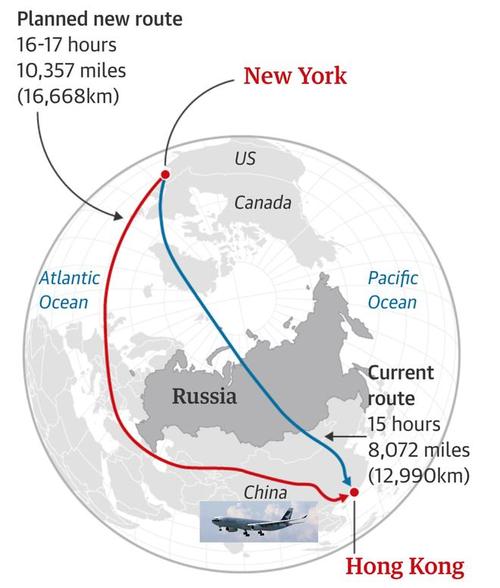 Planned new route
16-17 hours
10,357 miles
(16,668km)
New York
US
Canada
Atlantic
Ocean
Pacific
Ocean
Russia
Current
route
15 hours
8,072 miles
(12,990km)
China
Hong Kong